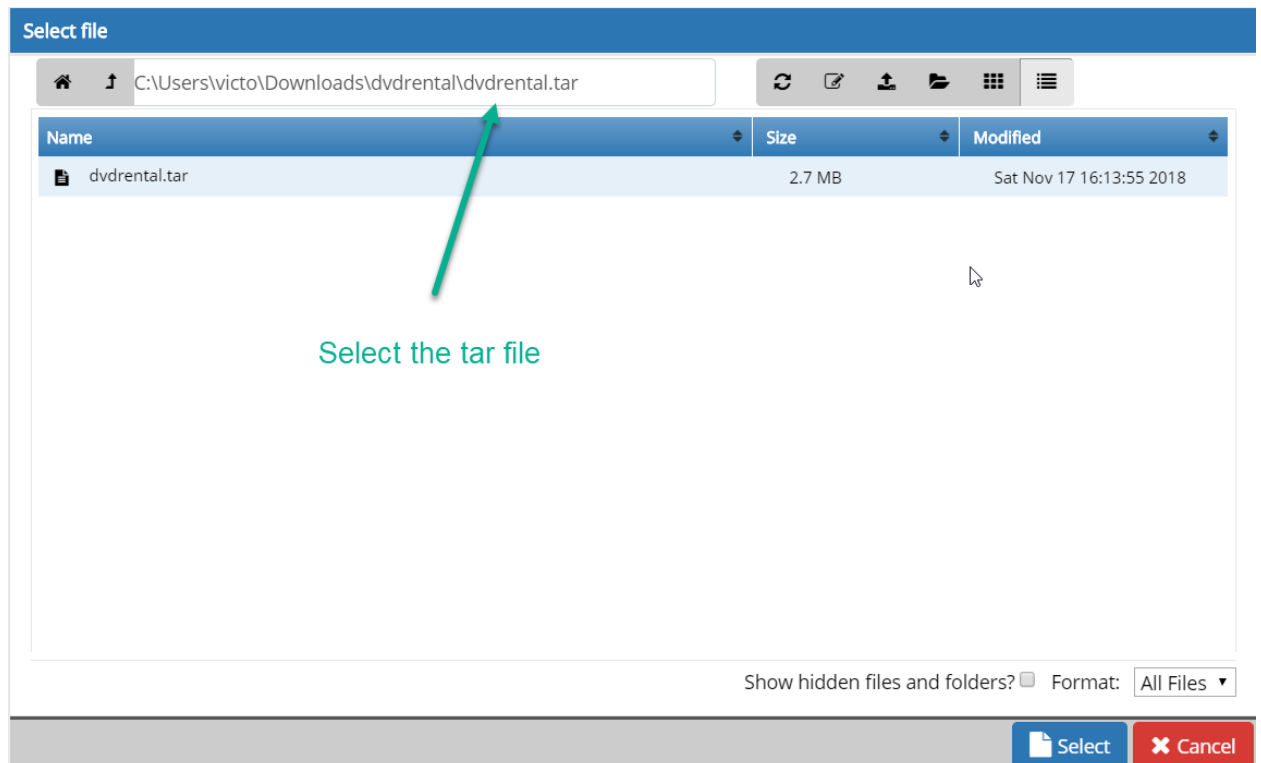 Select file
C:\Users\victo\Downloads\dvdrental\dvdrental.tar
Name Size Modified
dvdrental.tar 2.7 MB Sat Nov 17 16:13:55 2018
Select the tar file
Show hidden files and folders? Format: All Files
Select Cancel